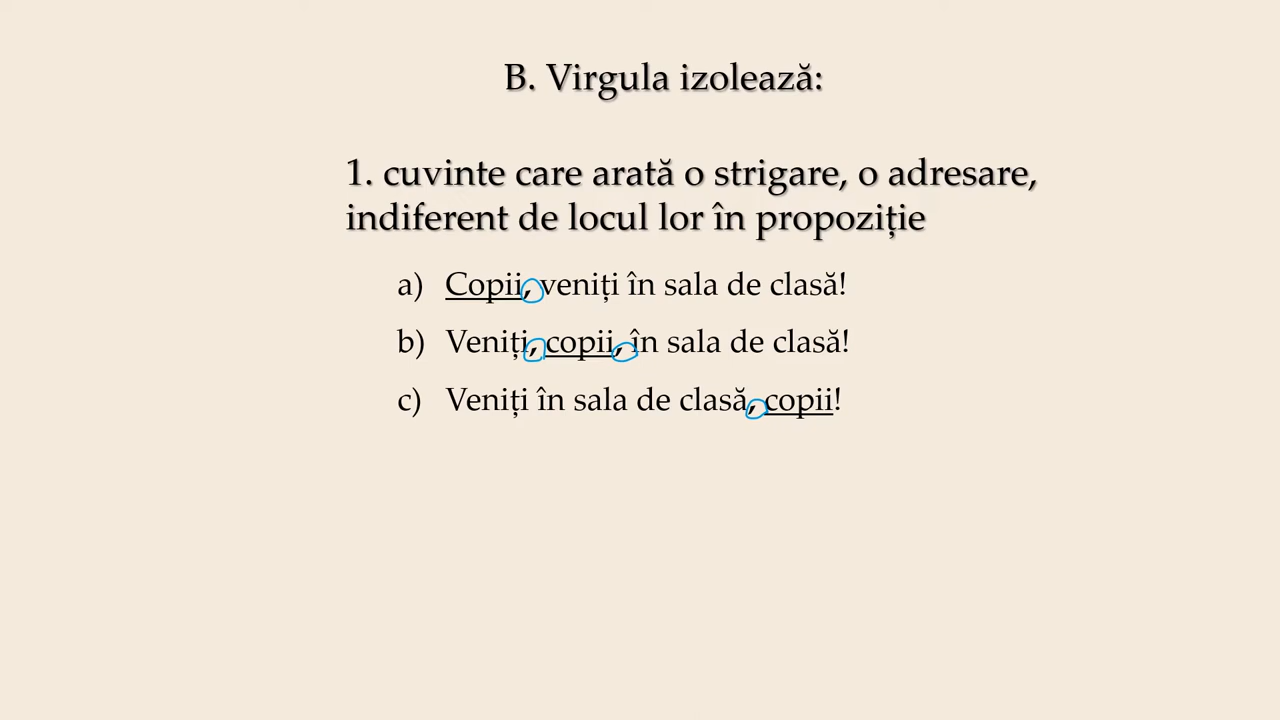 B. Virgula izolează:
1. cuvinte care arată o strigare, o adresare,
indiferent de locul lor în propoziție
a) Copii, veniți în sala de clasă!
b) Veniți, copii, în sala de clasă!
c) Veniți în sala de clasă, copii!